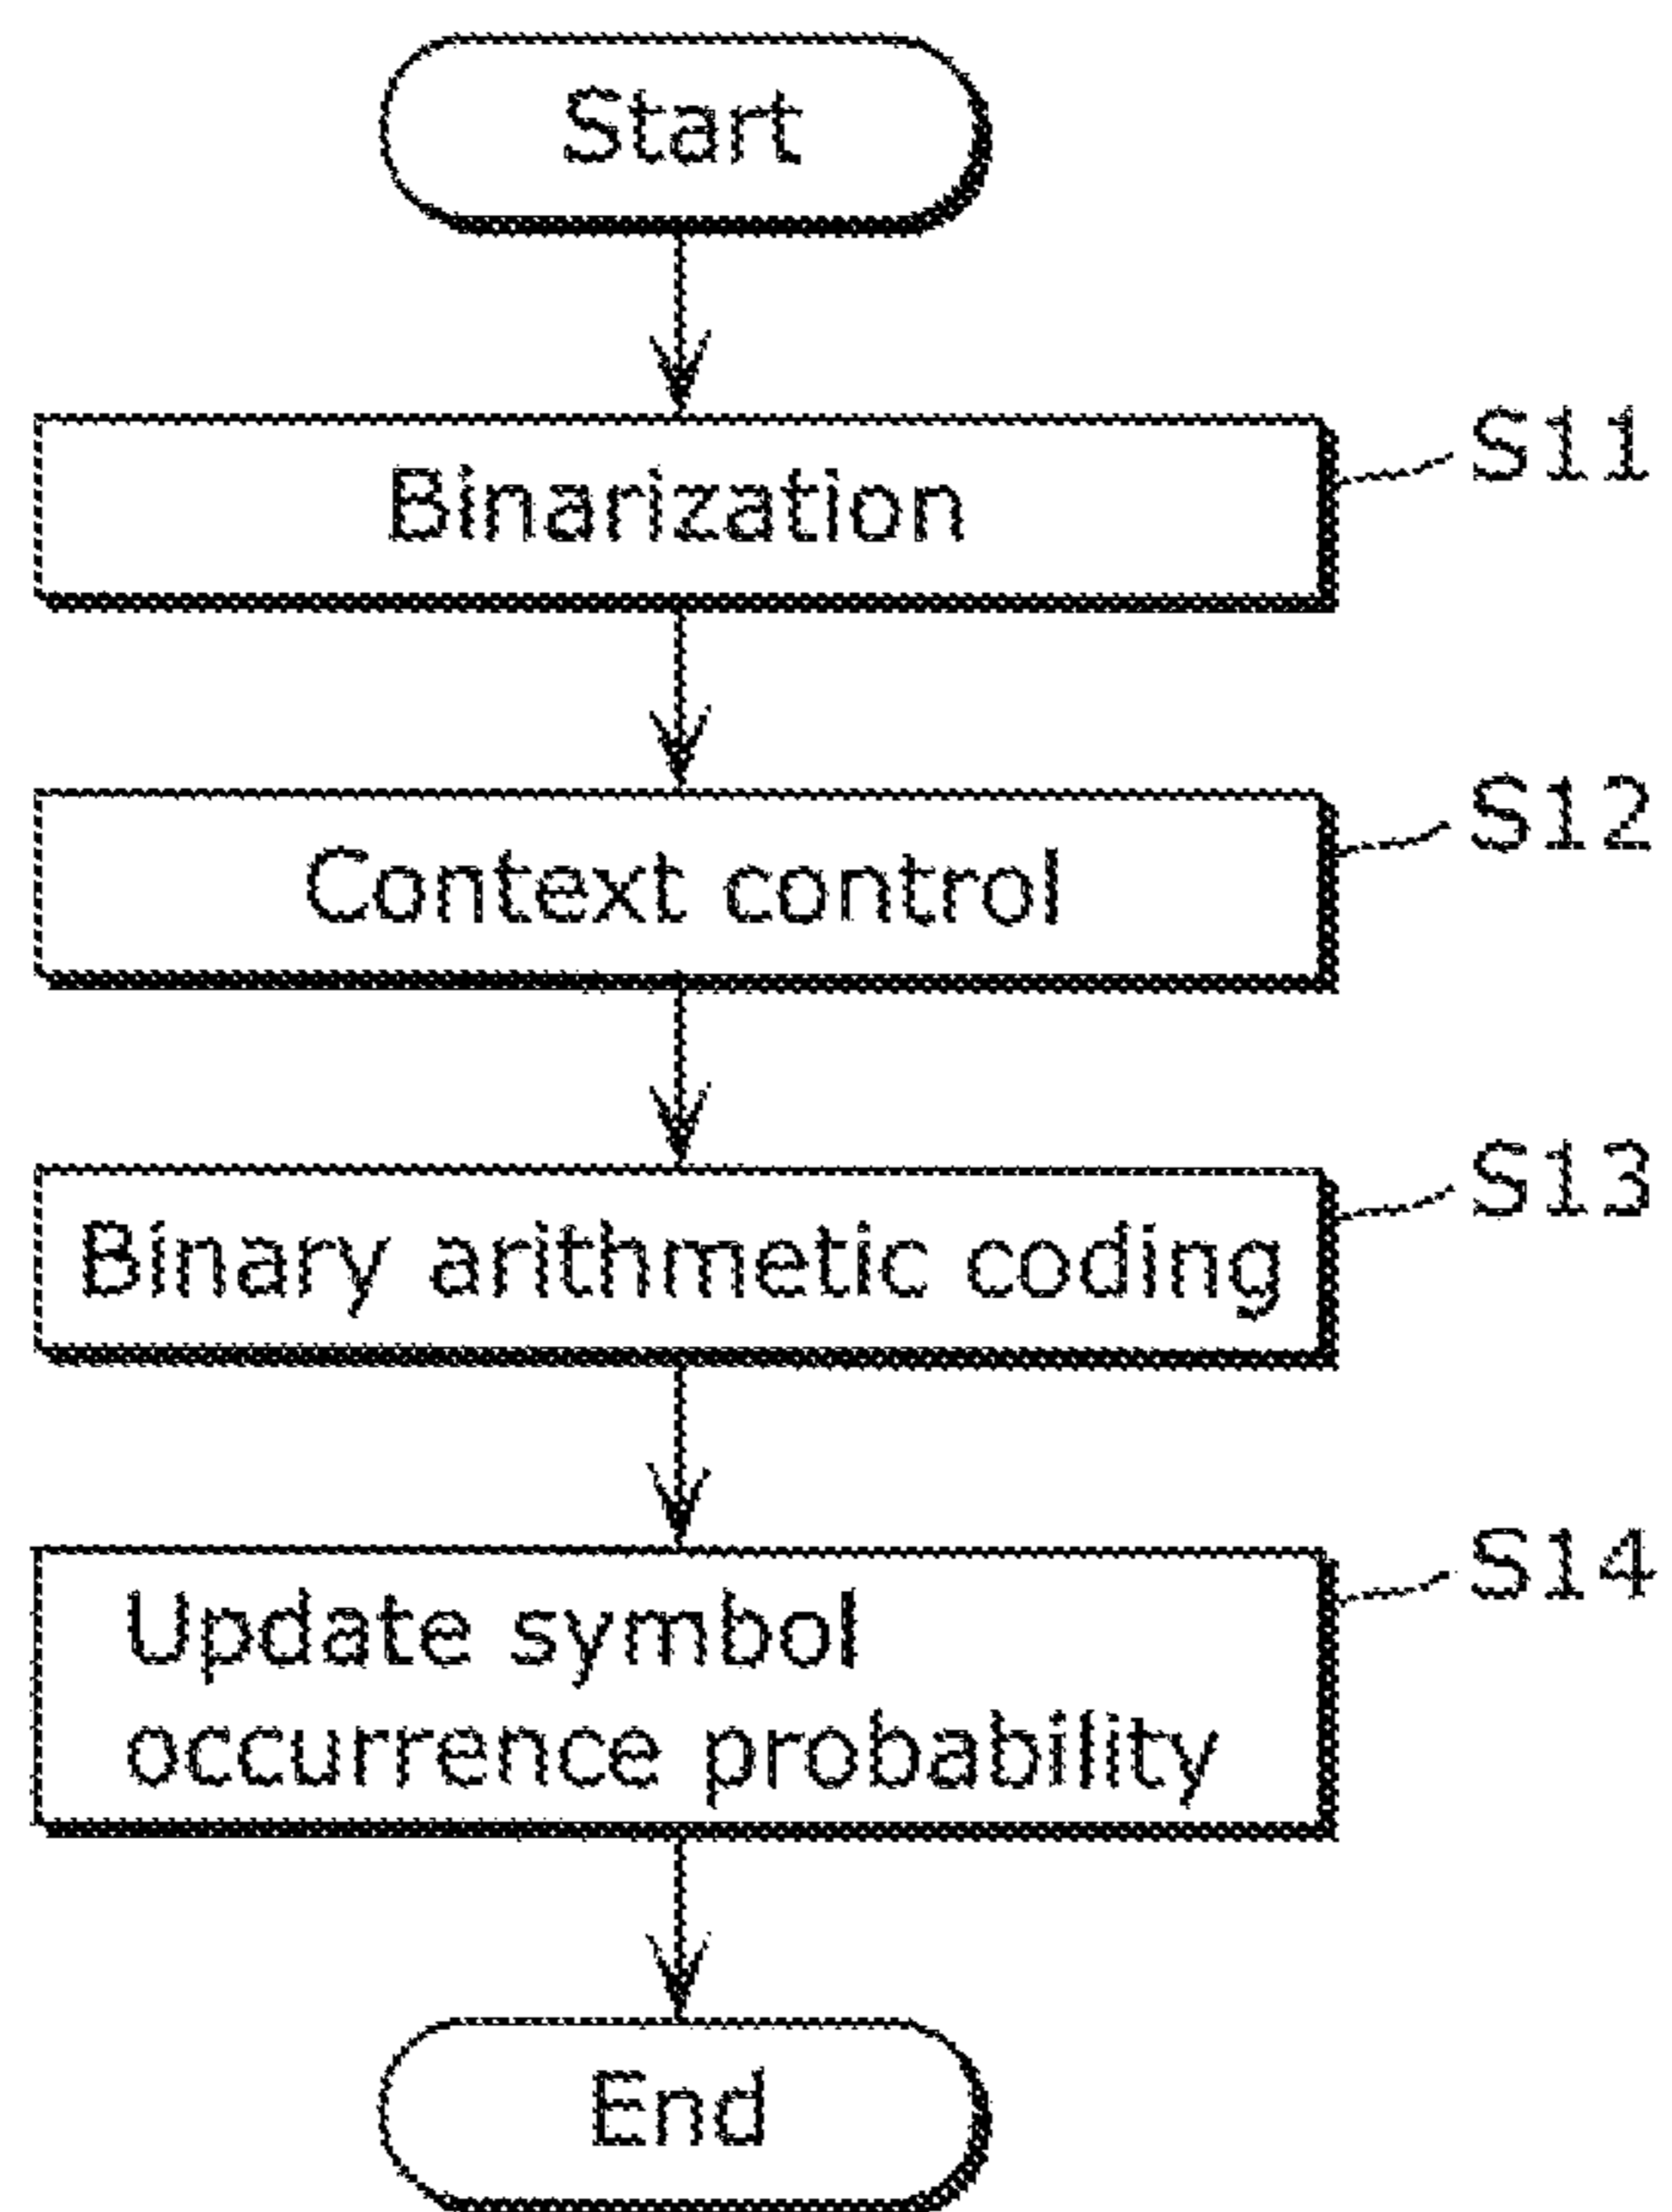 Start
Binarization
S11
Context control
S12
Binary arithmetic coding
S13
Update symbol
occurrence probability
S14
End